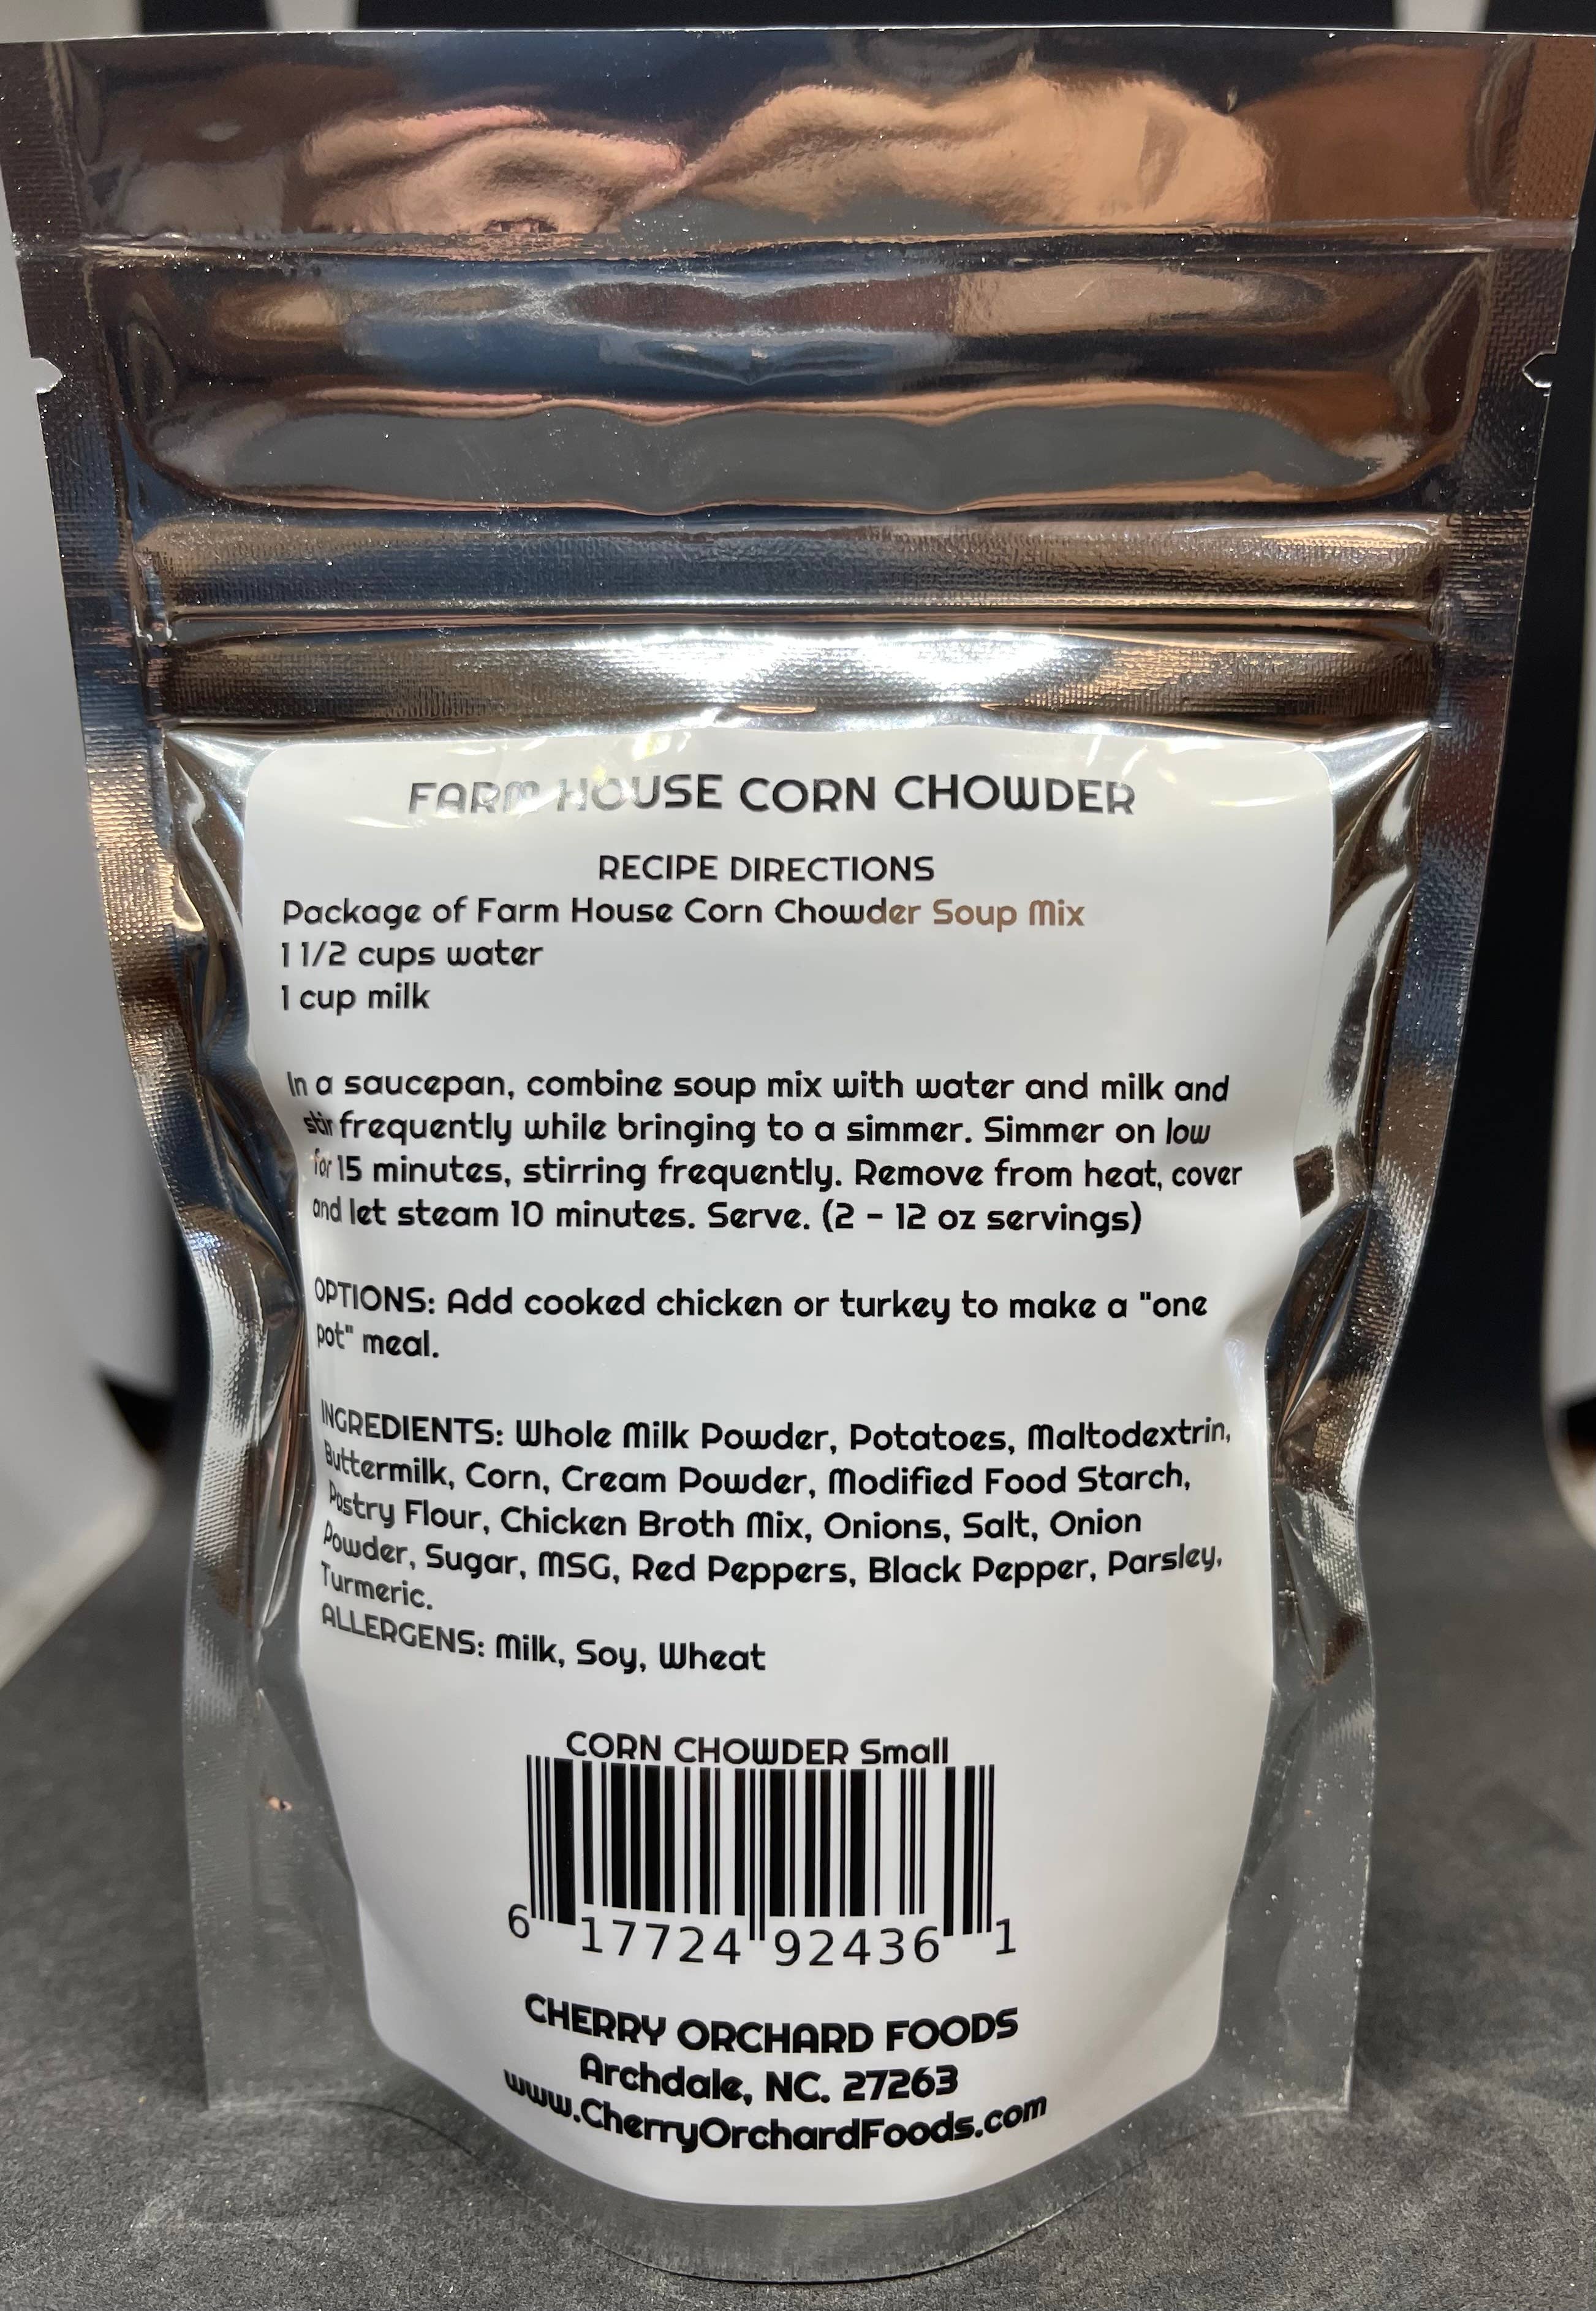 FARM HOUSE CORN CHOWDER
RECIPE DIRECTIONS
Package of Farm House Corn Chowder Soup Mix
1 1/2 cups water
1 cup milk
In a saucepan, combine soup mix with water and milk and
stir frequently while bringing to a simmer. Simmer on low
for 15 minutes, stirring frequently. Remove from heat, cover
and let steam 10 minutes. Serve. (2 - 12 oz servings)
OPTIONS: Add cooked chicken or turkey to make a "one
pot" meal.
INGREDIENTS: Whole Milk Powder, Potatoes, Maltodextrin,
Buttermilk, Corn, Cream Powder, Modified Food Starch,
Pastry Flour, Chicken Broth Mix, Onions, Salt, Onion
Powder, Sugar, MSG, Red Peppers, Black Pepper, Parsley,
Turmeric.
ALLERGENS: Milk, Soy, Wheat
CORN CHOWDER Small
6 17724 92436 1
CHERRY ORCHARD FOODS
Archdale, NC. 27263
www.CherryOrchardFoods.com